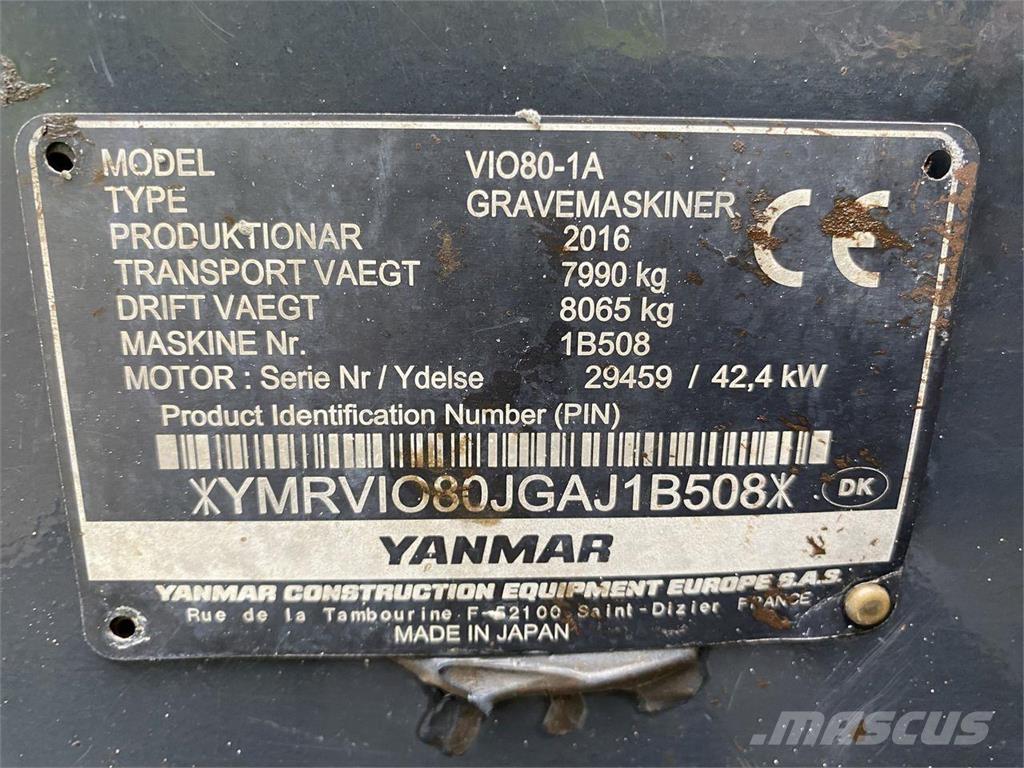 MODEL VIO80-1A
TYPE GRAVEMASKINER
PRODUKTIONAR 2016
TRANSPORT VAEGT 7990 kg
DRIFT VAEGT 8065 kg
MASKINE Nr. 1B508
MOTOR : Serie Nr / Ydelse 29459 / 42,4 kW
CE
Product Identification Number (PIN)
YMRVIO80JGAJ1B508
DK
YANMAR
YANMAR CONSTRUCTION EQUIPMENT EUROPE S.A.S.
Rue de la Tambourine F-52100 Saint-Dizier FRANCE
MADE IN JAPAN
MASCUS